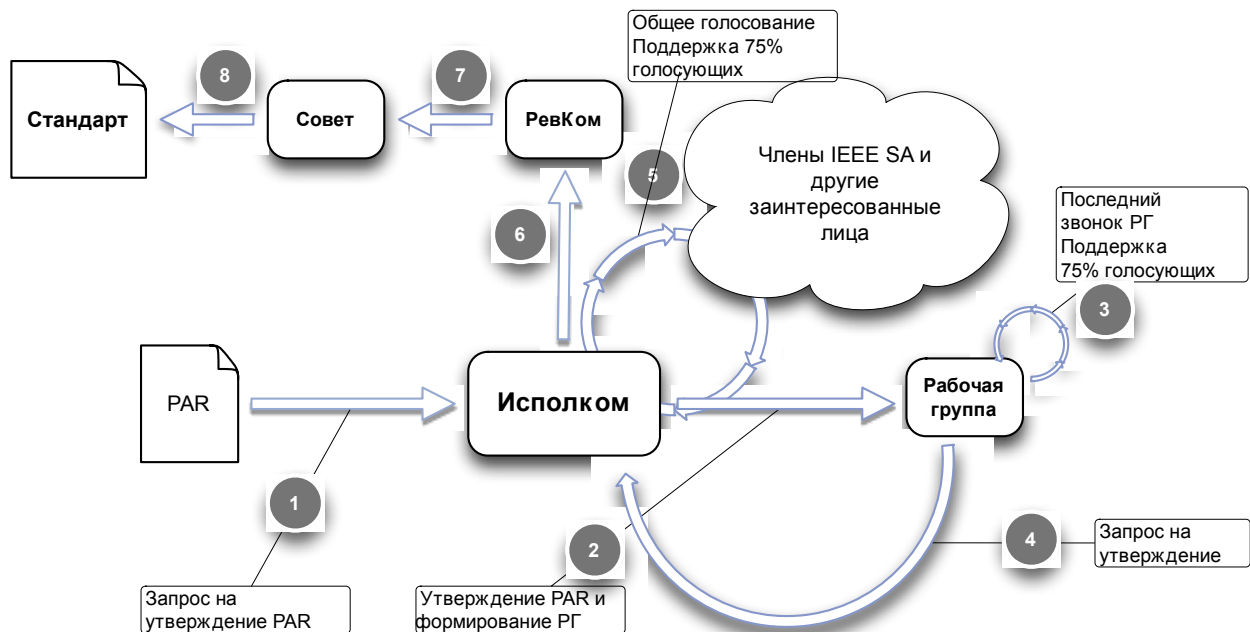 Общее голосование
Поддержка 75%
голосующих
8
7
Стандарт
Совет
РевКом
5
Члены IEEE SA и
другие
заинтересованные
лица
6
Последний
звонок РГ
Поддержка
75% голосующих
3
PAR
Исполком
Рабочая
группа
1
2
4
Запрос на
утверждение
Запрос на
утверждение PAR
Утверждение PAR и
формирование РГ